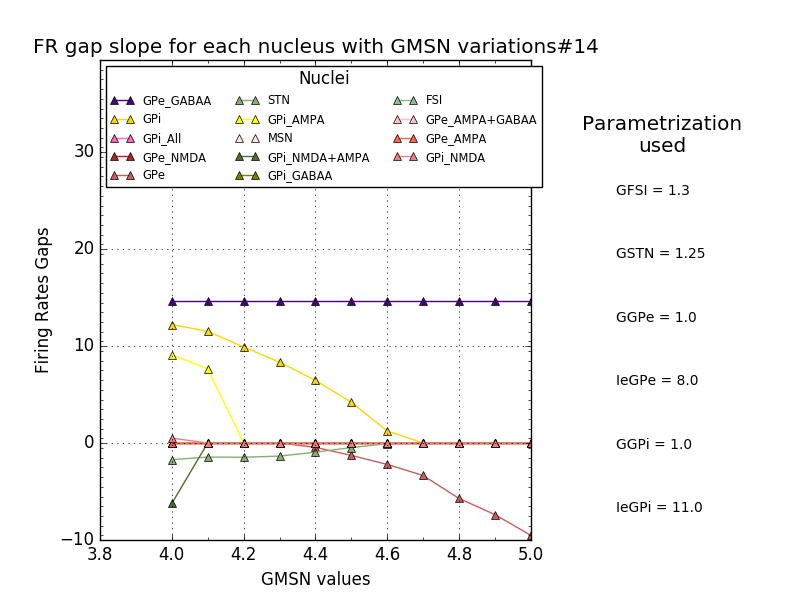 FR gap slope for each nucleus with GMSN variations#14
Nuclei
GPe_GABAA STN FSI
GPi GPi_AMPA GPe_AMPA+GABAA
GPi_All MSN GPe_AMPA
GPe_NMDA GPi_NMDA+AMPA GPi_NMDA
GPe GPi_GABAA
30
20
10
0
−10
3.8 4.0 4.2 4.4 4.6 4.8 5.0
Firing Rates Gaps
GMSN values
Parametrization
used
GFSI = 1.3
GSTN = 1.25
GGPe = 1.0
IeGPe = 8.0
GGPi = 1.0
IeGPi = 11.0